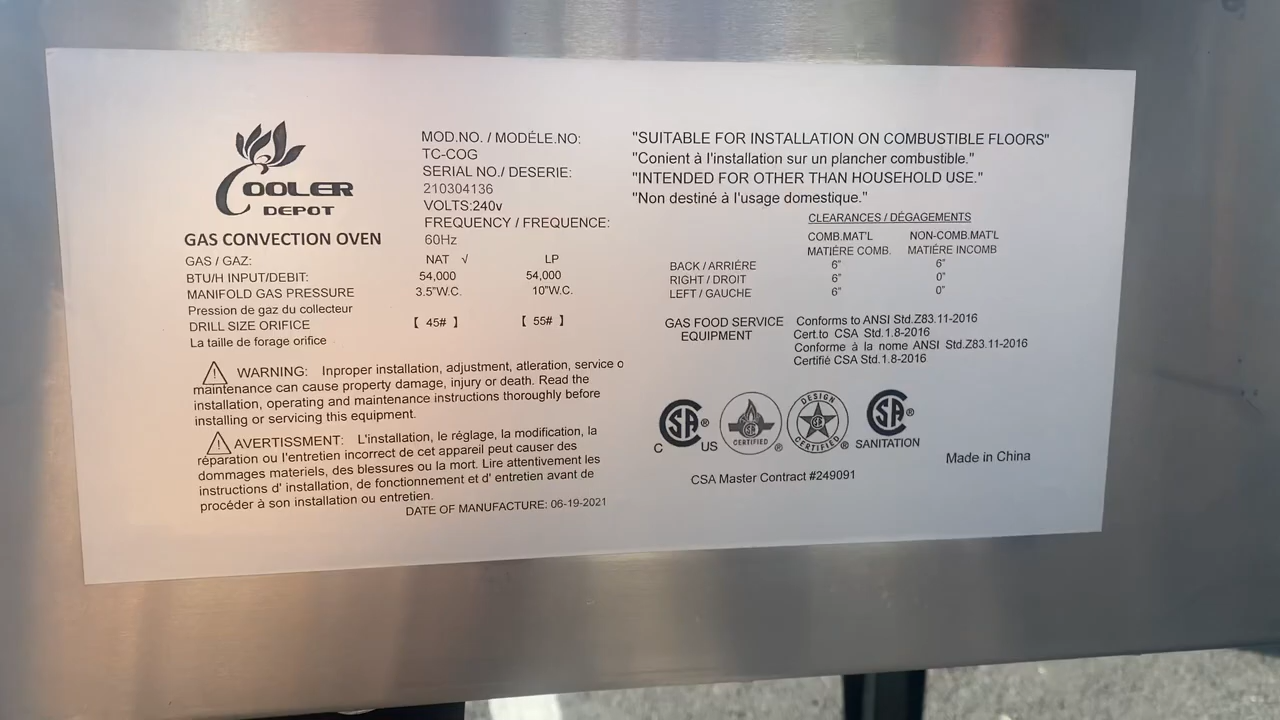 COOLER
DEPOT
GAS CONVECTION OVEN
MOD.NO. / MODÉLE.NO:
TC-COG
SERIAL NO./ DESERIE:
210304136
VOLTS:240v
FREQUENCY / FREQUENCE:
60Hz
GAS / GAZ: NAT √ LP
BTU/H INPUT/DEBIT: 54,000 54,000
MANIFOLD GAS PRESSURE 3.5"W.C. 10"W.C.
Pression de gaz du collecteur
DRILL SIZE ORIFICE 【 45# 】 【 55# 】
La taille de forage orifice
WARNING: Inproper installation, adjustment, atleration, service o
maintenance can cause property damage, injury or death. Read the
installation, operating and maintenance instructions thoroughly before
installing or servicing this equipment.
AVERTISSMENT: L'installation, le réglage, la modification, la
réparation ou l'entretien incorrect de cet appareil peut causer des
dommages materiels, des blessures ou la mort. Lire attentivement les
instructions d' installation, de fonctionnement et d' entretien avant de
procéder à son installation ou entretien.
DATE OF MANUFACTURE: 06-19-2021
"SUITABLE FOR INSTALLATION ON COMBUSTIBLE FLOORS"
"Conient à l'installation sur un plancher combustible."
"INTENDED FOR OTHER THAN HOUSEHOLD USE."
"Non destiné à l'usage domestique."
CLEARANCES / DÉGAGEMENTS
COMB.MAT'L NON-COMB.MAT'L
MATIÈRE COMB. MATIÈRE INCOMB
BACK / ARRIÈRE 6" 6"
RIGHT / DROIT 6" 0"
LEFT / GAUCHE 6" 0"
GAS FOOD SERVICE
EQUIPMENT
Conforms to ANSI Std.Z83.11-2016
Cert.to CSA Std.1.8-2016
Conforme à la nome ANSI Std.Z83.11-2016
Certifié CSA Std.1.8-2016
C SA ® US
SA CERTIFIED ®
DESIGN SA CERTIFIED ®
SA ®
SANITATION
CSA Master Contract #249091
Made in China